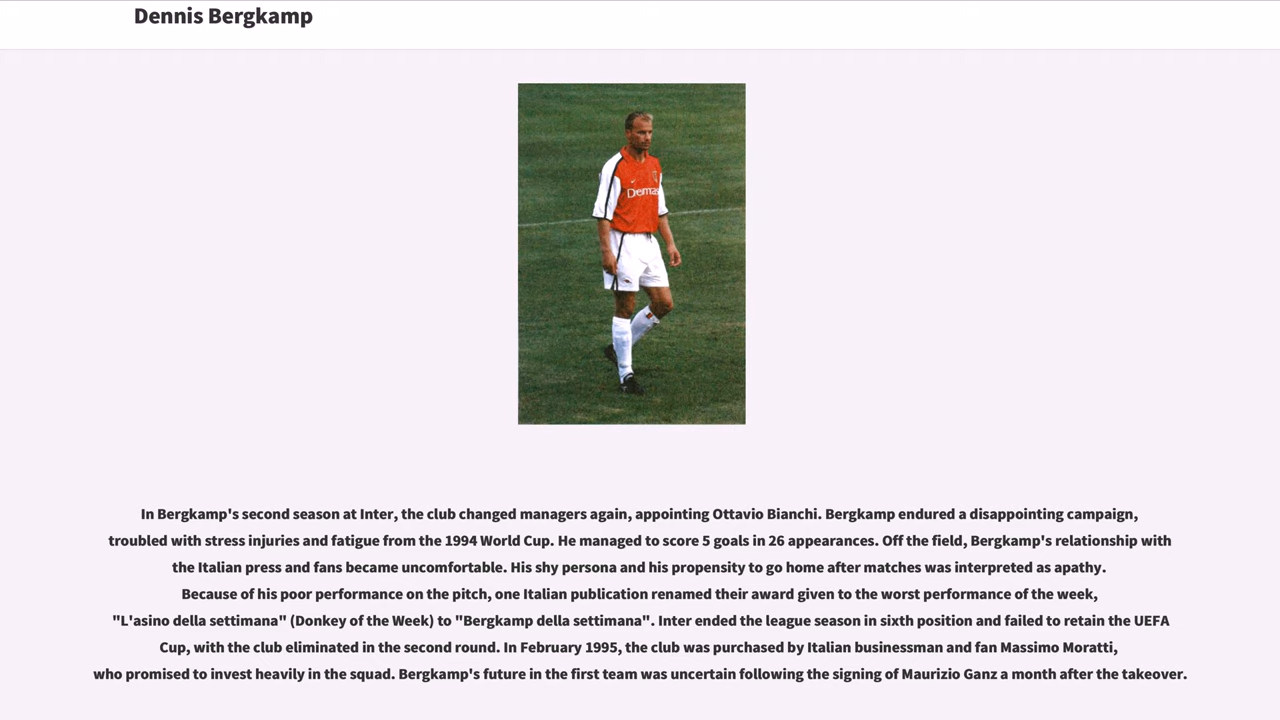 Dennis Bergkamp
In Bergkamp's second season at Inter, the club changed managers again, appointing Ottavio Bianchi. Bergkamp endured a disappointing campaign,
troubled with stress injuries and fatigue from the 1994 World Cup. He managed to score 5 goals in 26 appearances. Off the field, Bergkamp's relationship with
the Italian press and fans became uncomfortable. His shy persona and his propensity to go home after matches was interpreted as apathy.
Because of his poor performance on the pitch, one Italian publication renamed their award given to the worst performance of the week,
"L'asino della settimana" (Donkey of the Week) to "Bergkamp della settimana". Inter ended the league season in sixth position and failed to retain the UEFA
Cup, with the club eliminated in the second round. In February 1995, the club was purchased by Italian businessman and fan Massimo Moratti,
who promised to invest heavily in the squad. Bergkamp's future in the first team was uncertain following the signing of Maurizio Ganz a month after the takeover.